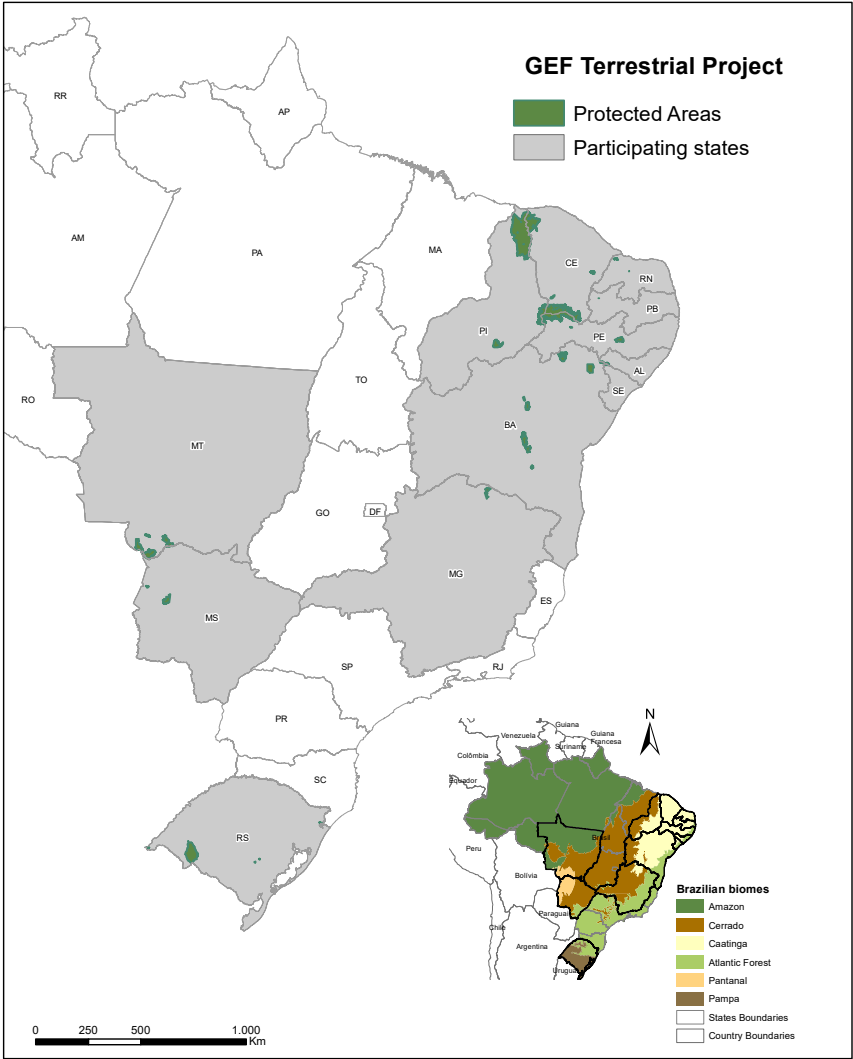 GEF Terrestrial Project
Protected Areas
Participating states
RR
AP
AM
PA
MA
CE
RN
PB
PI
PE
AL
SE
RO
TO
MT
BA
GO
DF
MG
ES
MS
SP
RJ
PR
SC
RS
N
Guiana
Venezuela
Guiana
Francesa
Suriname
Colômbia
Equador
Peru
Brasil
Bolívia
Paraguai
Chile
Argentina
Uruguai
Brazilian biomes
Amazon
Cerrado
Caatinga
Atlantic Forest
Pantanal
Pampa
States Boundaries
Country Boundaries
0 250 500 1.000
Km